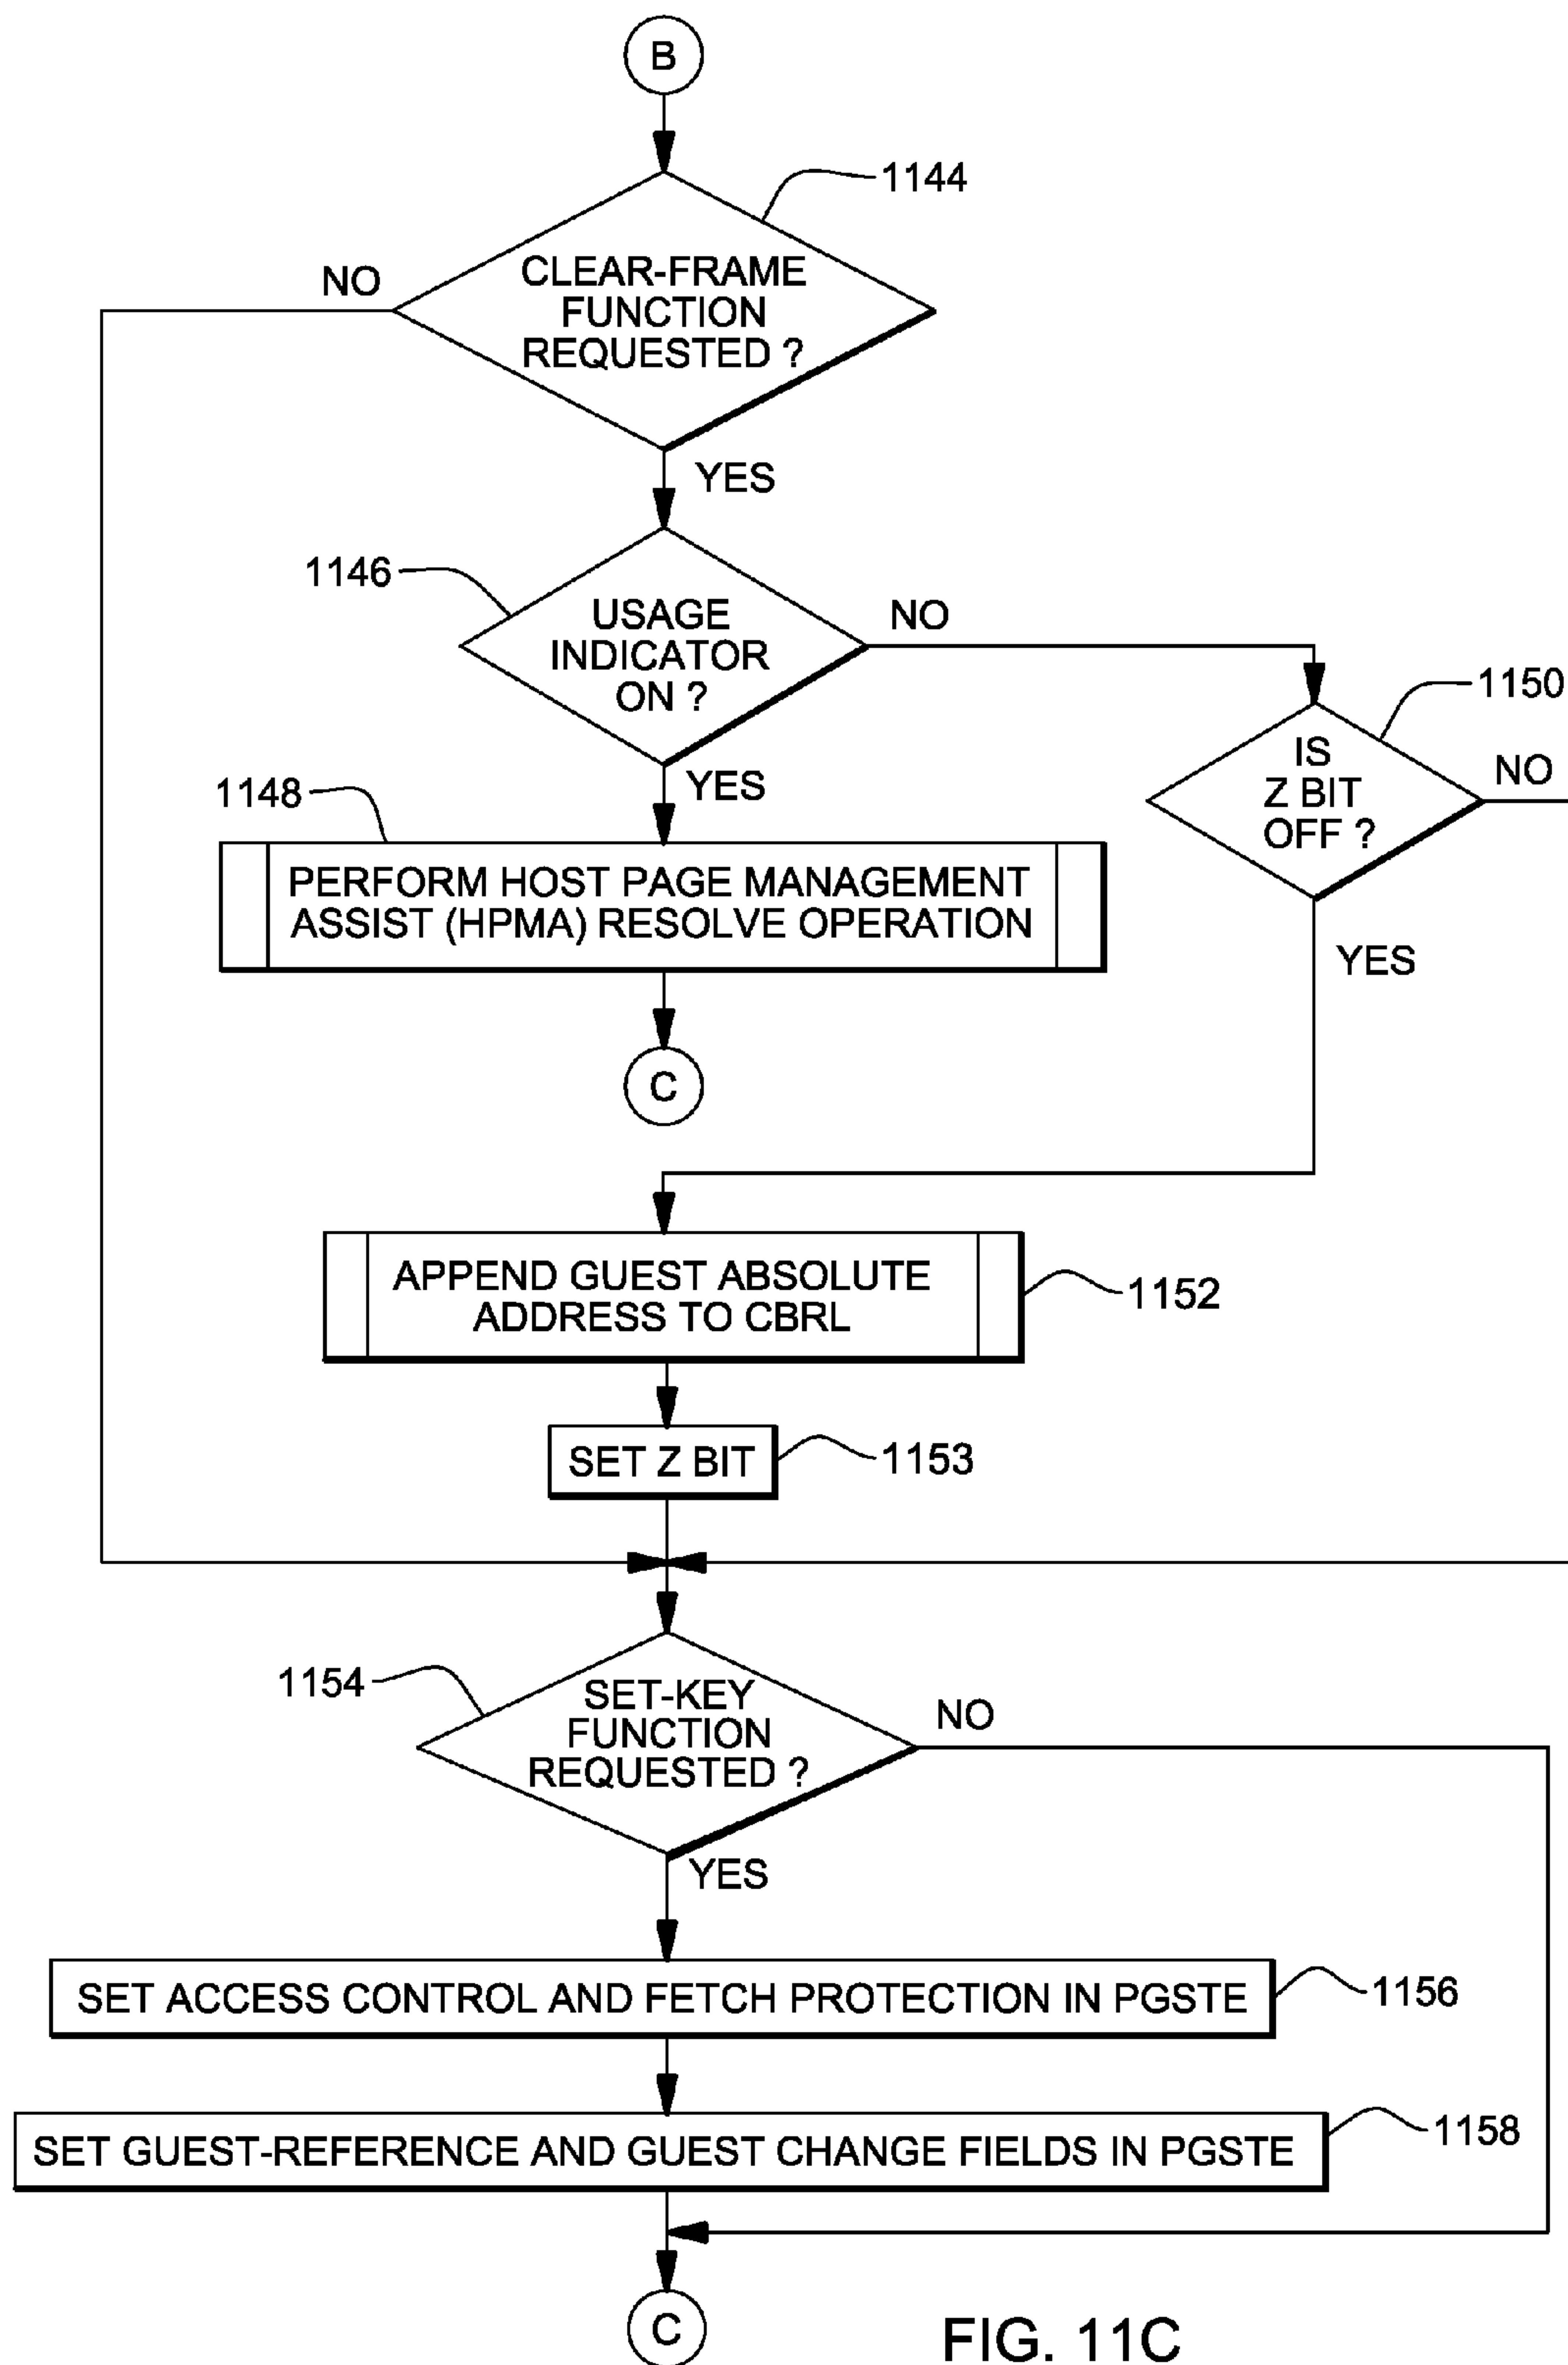 B
1144
CLEAR-FRAME
FUNCTION
REQUESTED ?
NO
YES
1146
USAGE
INDICATOR
ON ?
NO
YES
1150
IS
Z BIT
OFF ?
NO
YES
1148
PERFORM HOST PAGE MANAGEMENT
ASSIST (HPMA) RESOLVE OPERATION
C
APPEND GUEST ABSOLUTE
ADDRESS TO CBRL
1152
SET Z BIT
1153
1154
SET-KEY
FUNCTION
REQUESTED ?
NO
YES
SET ACCESS CONTROL AND FETCH PROTECTION IN PGSTE
1156
SET GUEST-REFERENCE AND GUEST CHANGE FIELDS IN PGSTE
1158
C
FIG. 11C